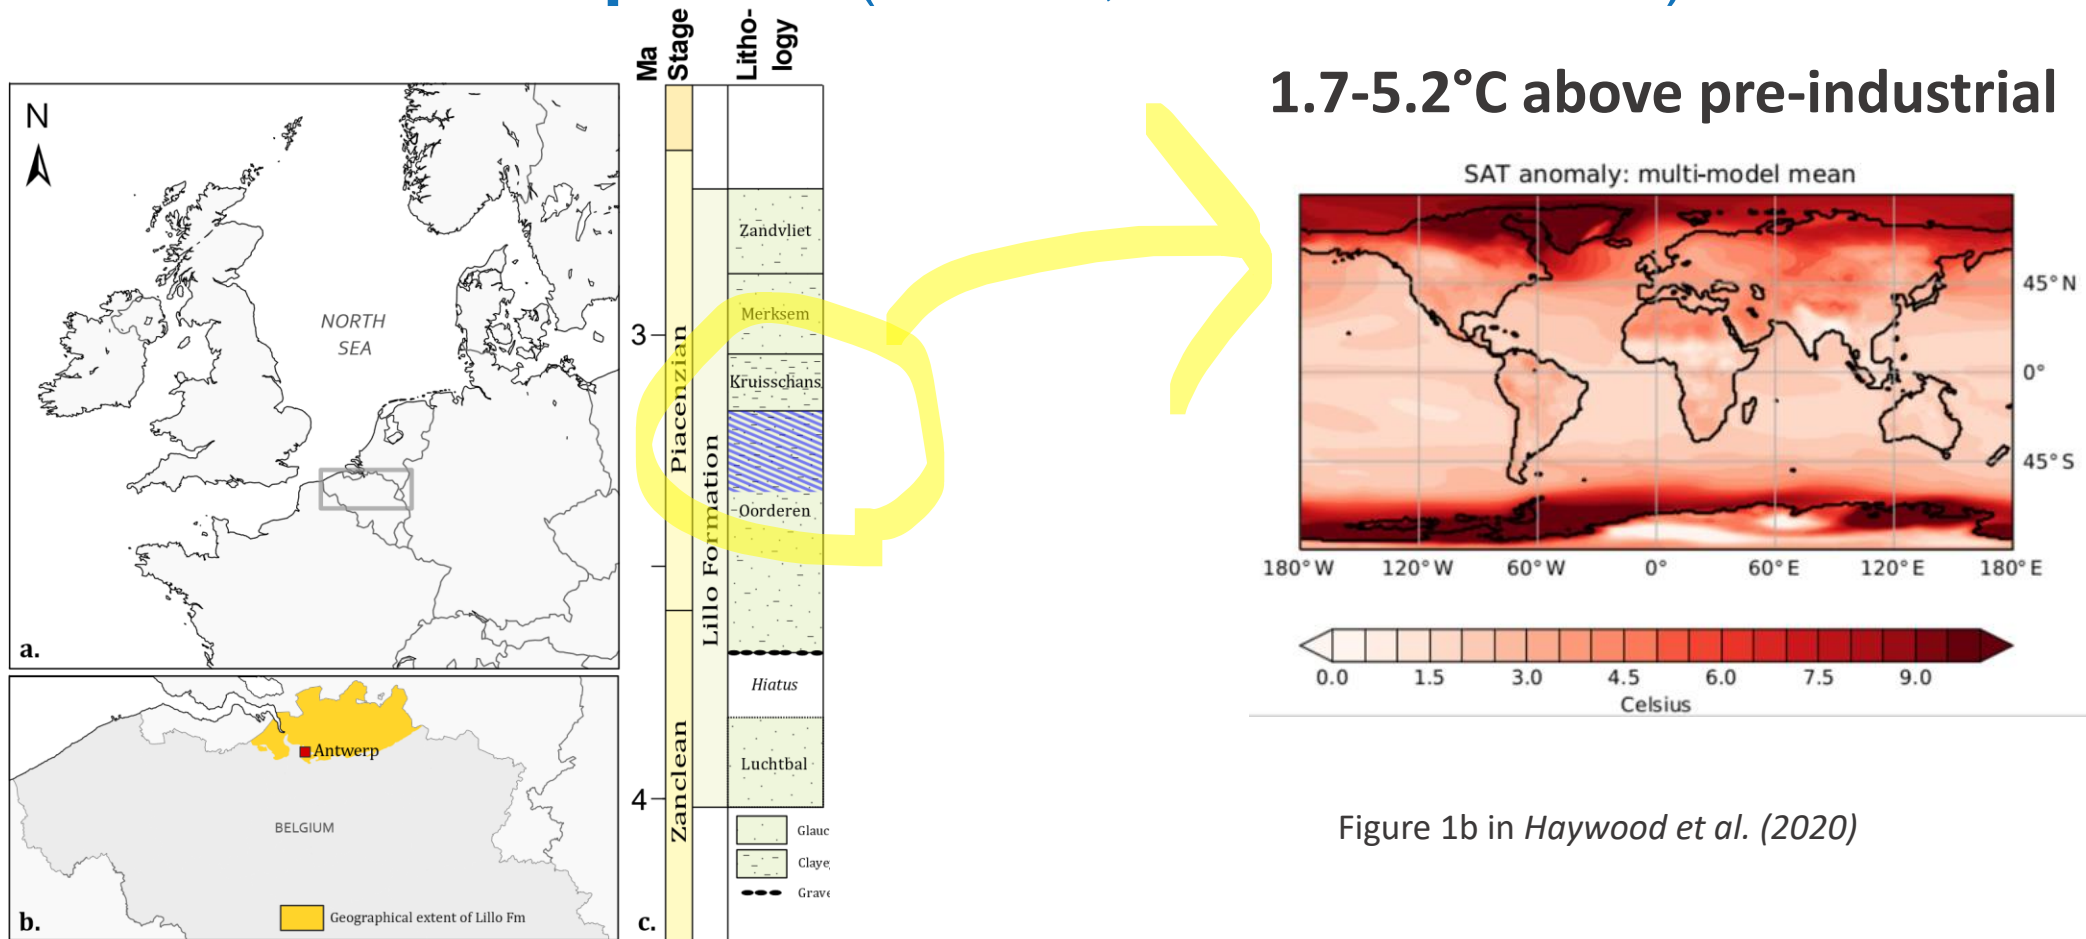 N
NORTH
SEA
a.
Antwerp
BELGIUM
Geographical extent of Lillo Fm
b.
Ma
Stage
Litho-
logy
3
4
Piacenzian
Zanclean
Lillo Formation
Zandvliet
Merksem
Kruisschans
Oorderen
Hiatus
Luchtbal
Glauc
Claye
Grave
c.
1.7-5.2°C above pre-industrial
SAT anomaly: multi-model mean
45°N
0°
45°S
180°W 120°W 60°W 0° 60°E 120°E 180°E
0.0 1.5 3.0 4.5 6.0 7.5 9.0
Celsius
Figure 1b in Haywood et al. (2020)